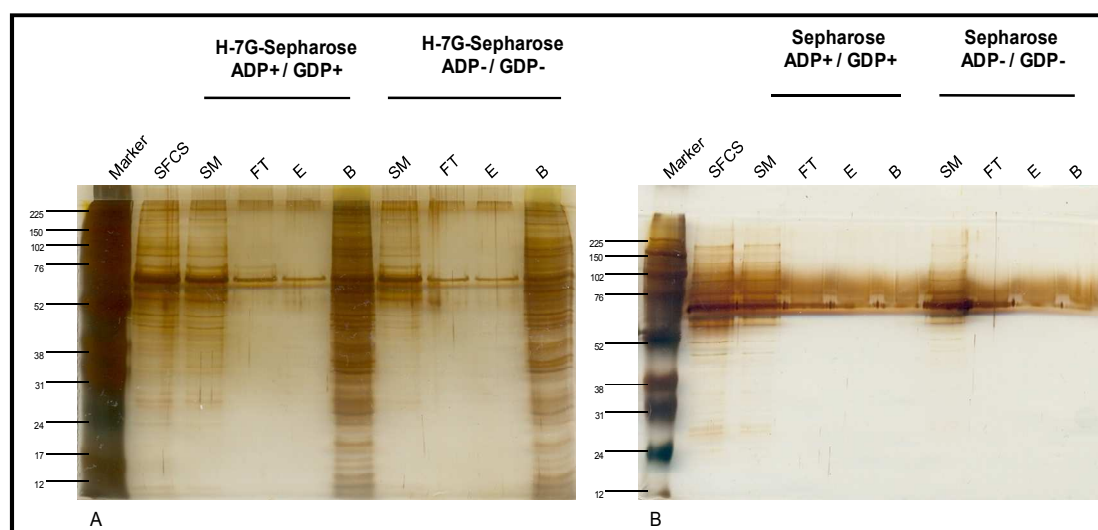 H-7G-Sepharose
ADP+ / GDP+
H-7G-Sepharose
ADP- / GDP-
Marker
SFCS
SM
FT
E
B
SM
FT
E
B
225
150
102
76
52
38
31
24
17
12
A
Sepharose
ADP+ / GDP+
Sepharose
ADP- / GDP-
Marker
SFCS
SM
FT
E
B
SM
FT
E
B
225
150
102
76
52
38
31
24
12
B